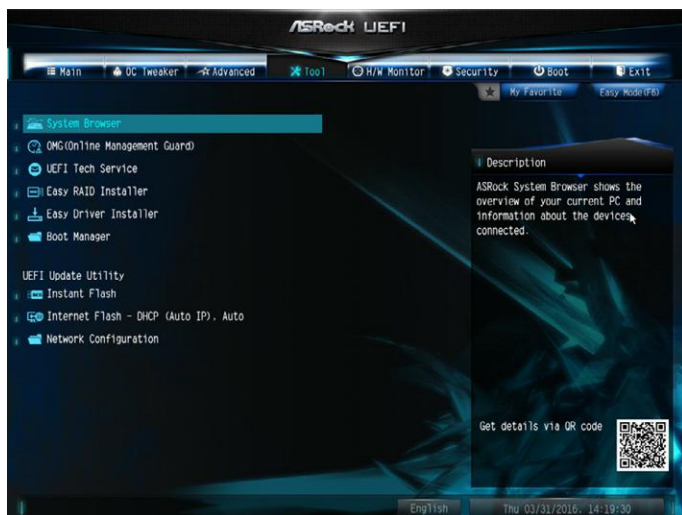 ASRock UEFI
Main OC Tweaker Advanced Tool H/W Monitor Security Boot Exit
My Favorite Easy Mode(F6)
System Browser
OMG(Online Management Guard)
UEFI Tech Service
Easy RAID Installer
Easy Driver Installer
Boot Manager
UEFI Update Utility
Instant Flash
Internet Flash - DHCP (Auto IP). Auto
Network Configuration
Description
ASRock System Browser shows the
overview of your current PC and
information about the devices
connected.
Get details via QR code
English Thu 03/31/2016. 14:19:30